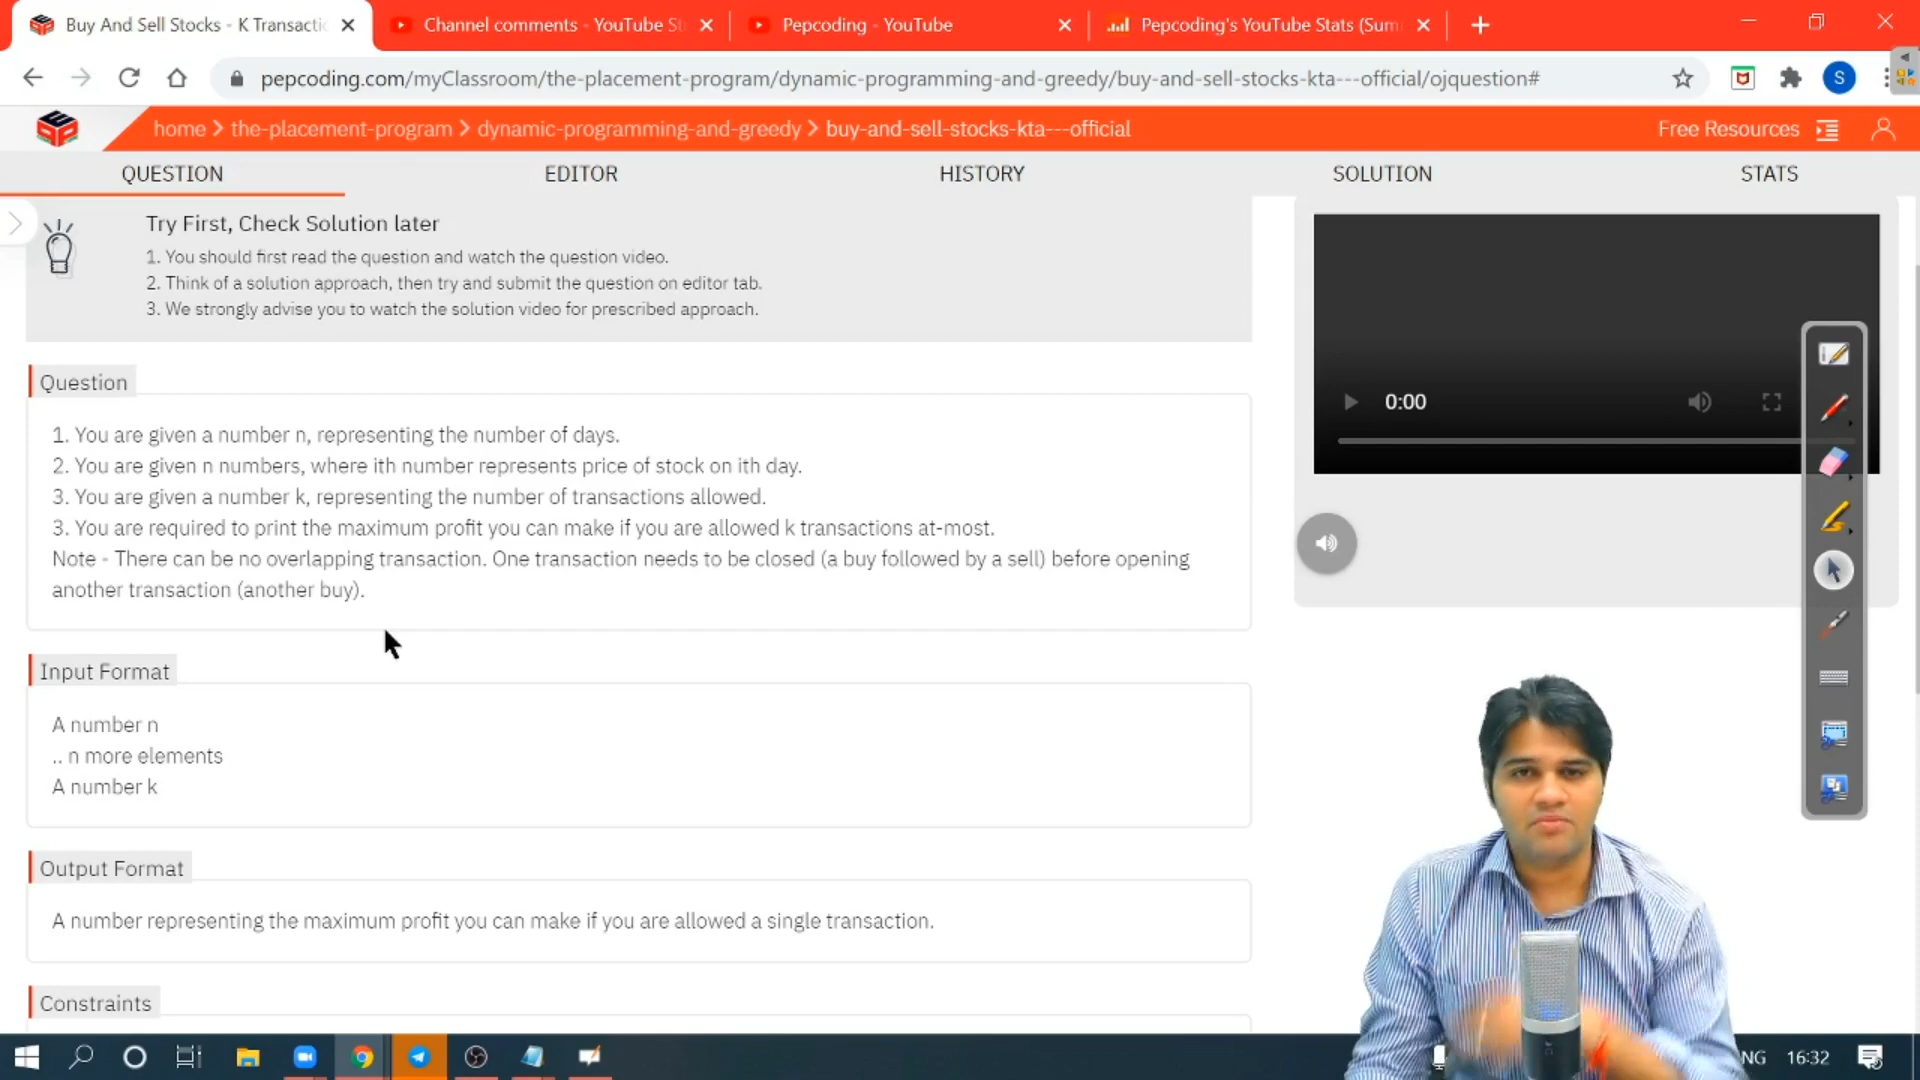 Buy And Sell Stocks - K Transactio
Channel comments - YouTube St
Pepcoding - YouTube
Pepcoding's YouTube Stats (Sum
pepcoding.com/myClassroom/the-placement-program/dynamic-programming-and-greedy/buy-and-sell-stocks-kta---official/ojquestion#
S
home > the-placement-program > dynamic-programming-and-greedy > buy-and-sell-stocks-kta---official
Free Resources
QUESTION
EDITOR
HISTORY
SOLUTION
STATS
Try First, Check Solution later
1. You should first read the question and watch the question video.
2. Think of a solution approach, then try and submit the question on editor tab.
3. We strongly advise you to watch the solution video for prescribed approach.
0:00
Question
1. You are given a number n, representing the number of days.
2. You are given n numbers, where ith number represents price of stock on ith day.
3. You are given a number k, representing the number of transactions allowed.
3. You are required to print the maximum profit you can make if you are allowed k transactions at-most.
Note - There can be no overlapping transaction. One transaction needs to be closed (a buy followed by a sell) before opening
another transaction (another buy).
Input Format
A number n
.. n more elements
A number k
Output Format
A number representing the maximum profit you can make if you are allowed a single transaction.
Constraints
NG
16:32